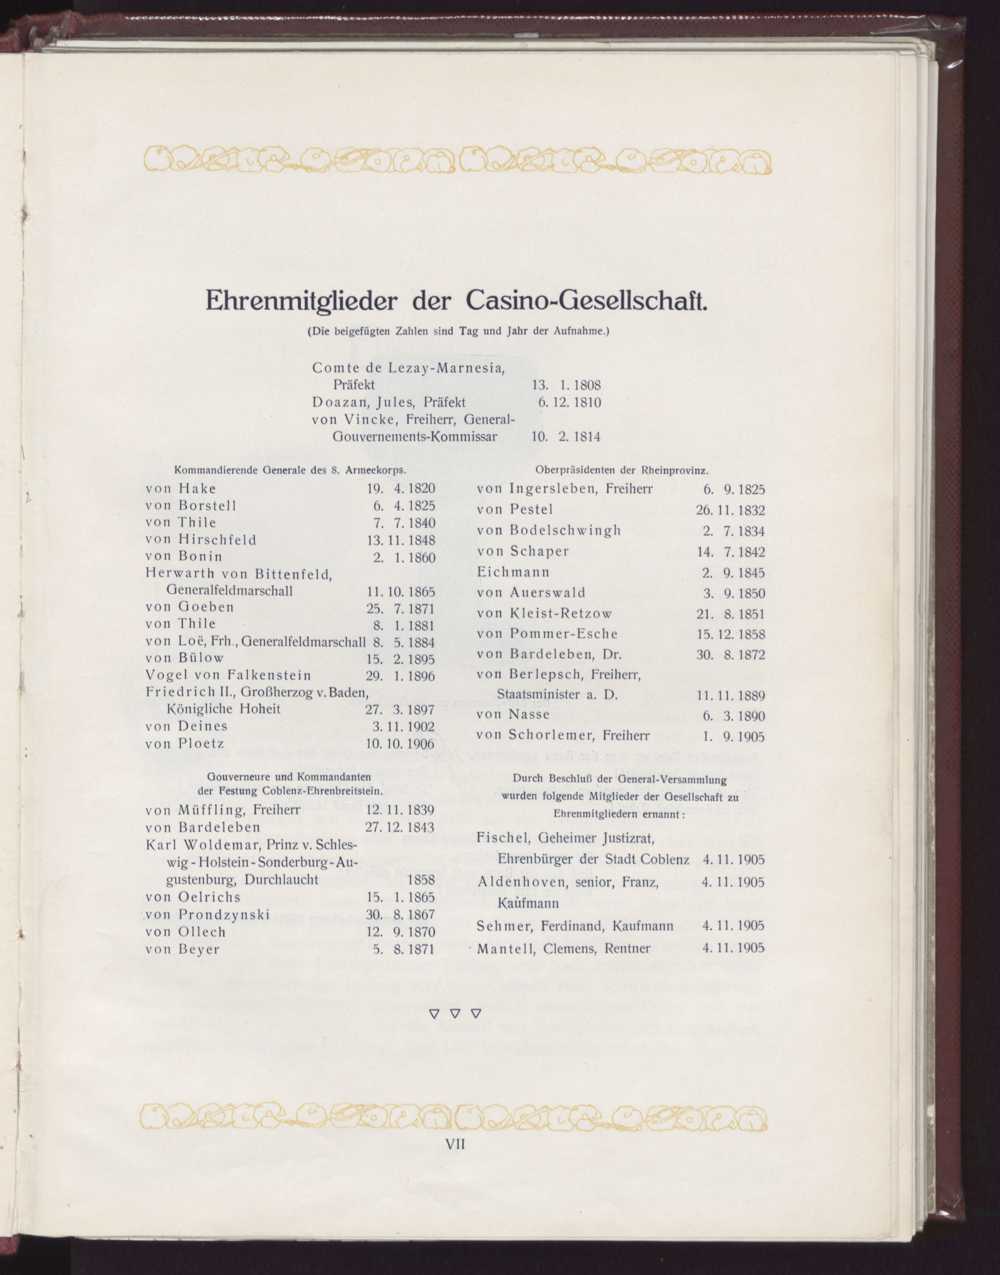 Ehrenmitglieder der Casino-Gesellschaft.
(Die beigefügten Zahlen sind Tag und Jahr der Aufnahme.)
Comte de Lezay-Marnesia,
Präfekt 13. 1. 1808
Doazan, Jules, Präfekt 6. 12. 1810
von Vincke, Freiherr, General-
Gouvernements-Kommissar 10. 2. 1814
Kommandierende Generale des 8. Armeekorps.
von Hake 19. 4. 1820
von Borstell 6. 4. 1825
von Thile 7. 7. 1840
von Hirschfeld 13. 11. 1848
von Bonin 2. 1. 1860
Herwarth von Bittenfeld,
Generalfeldmarschall 11. 10. 1865
von Goeben 25. 7. 1871
von Thile 8. 1. 1881
von Loë, Frh., Generalfeldmarschall 8. 5. 1884
von Bülow 15. 2. 1895
Vogel von Falkenstein 29. 1. 1896
Friedrich II., Großherzog v. Baden,
Königliche Hoheit 27. 3. 1897
von Deines 3. 11. 1902
von Ploetz 10. 10. 1906
Gouverneure und Kommandanten
der Festung Coblenz-Ehrenbreitstein.
von Müffling, Freiherr 12. 11. 1839
von Bardeleben 27. 12. 1843
Karl Woldemar, Prinz v. Schles-
wig-Holstein-Sonderburg-Au-
gustenburg, Durchlaucht 1858
von Oelrichs 15. 1. 1865
von Prondzynski 30. 8. 1867
von Ollech 12. 9. 1870
von Beyer 5. 8. 1871
Oberpräsidenten der Rheinprovinz.
von Ingersleben, Freiherr 6. 9. 1825
von Pestel 26. 11. 1832
von Bodelschwingh 2. 7. 1834
von Schaper 14. 7. 1842
Eichmann 2. 9. 1845
von Auerswald 3. 9. 1850
von Kleist-Retzow 21. 8. 1851
von Pommer-Esche 15. 12. 1858
von Bardeleben, Dr. 30. 8. 1872
von Berlepsch, Freiherr,
Staatsminister a. D. 11. 11. 1889
von Nasse 6. 3. 1890
von Schorlemer, Freiherr 1. 9. 1905
Durch Beschluß der General-Versammlung
wurden folgende Mitglieder der Gesellschaft zu
Ehrenmitgliedern ernannt:
Fischel, Geheimer Justizrat,
Ehrenbürger der Stadt Coblenz 4. 11. 1905
Aldenhoven, senior, Franz, 4. 11. 1905
Kaufmann
Sehmer, Ferdinand, Kaufmann 4. 11. 1905
Mantell, Clemens, Rentner 4. 11. 1905
VII